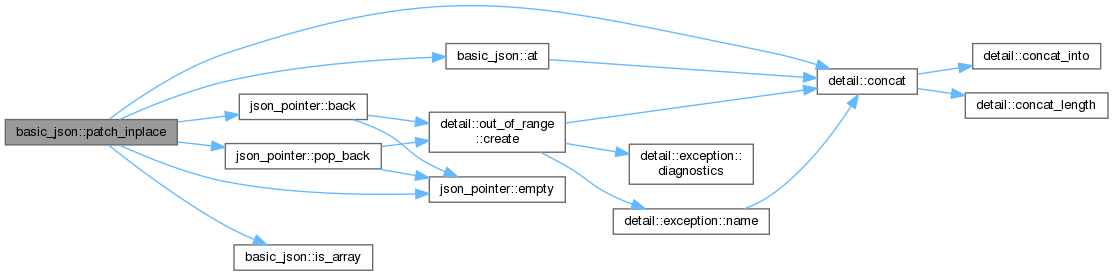 basic_json::patch_inplace
json_pointer::back
json_pointer::pop_back
basic_json::is_array
basic_json::at
detail::out_of_range
::create
json_pointer::empty
detail::exception::
diagnostics
detail::exception::name
detail::concat
detail::concat_into
detail::concat_length